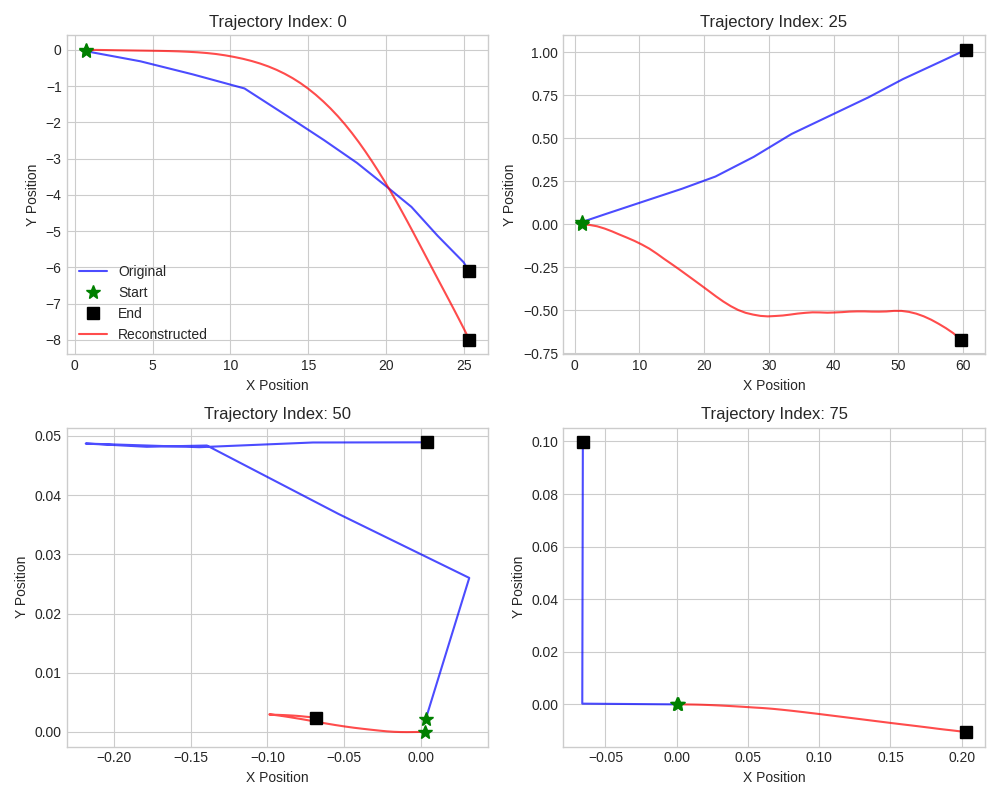 Trajectory Index: 0
0
−1
−2
−3
−4
−5
−6
−7
−8
Y Position
Original
Start
End
Reconstructed
0 5 10 15 20 25
X Position
Trajectory Index: 25
1.00
0.75
0.50
0.25
0.00
−0.25
−0.50
−0.75
Y Position
0 10 20 30 40 50 60
X Position
Trajectory Index: 50
0.05
0.04
0.03
0.02
0.01
0.00
Y Position
−0.20 −0.15 −0.10 −0.05 0.00
X Position
Trajectory Index: 75
0.10
0.08
0.06
0.04
0.02
0.00
Y Position
−0.05 0.00 0.05 0.10 0.15 0.20
X Position